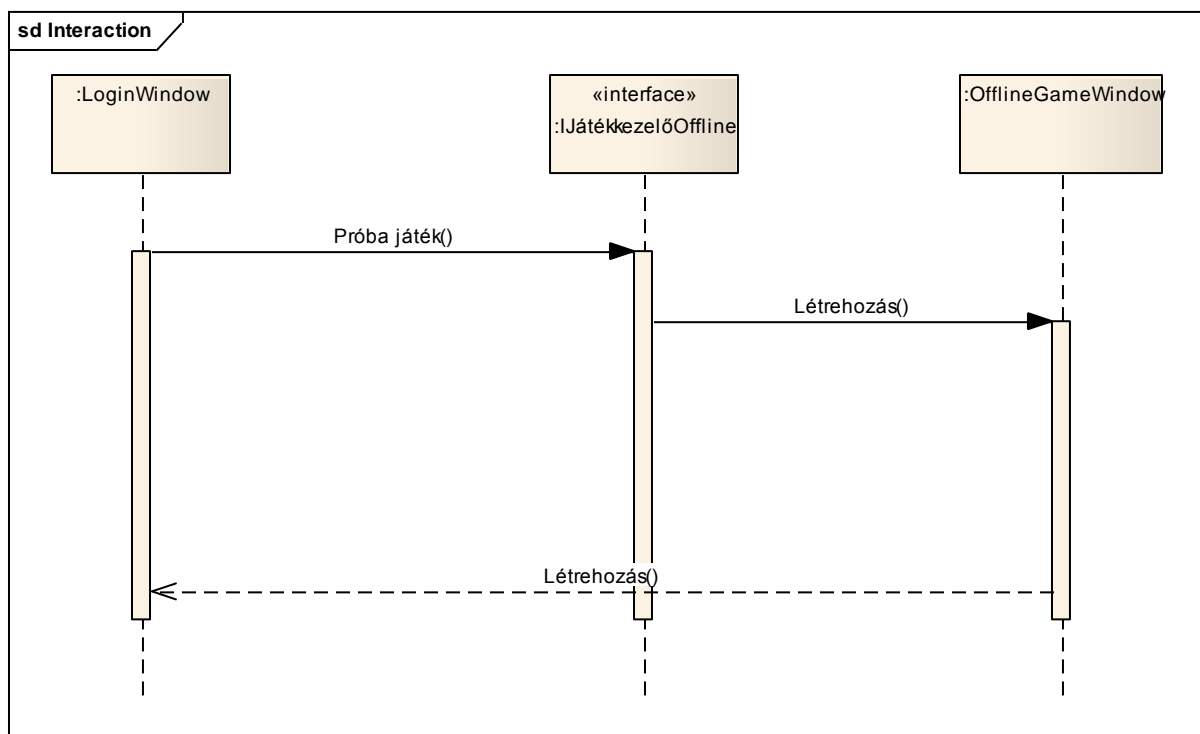 sd Interaction
:LoginWindow
«interface»
:IJátékkezelőOffline
:OfflineGameWindow
Próba játék()
Létrehozás()
Létrehozás()